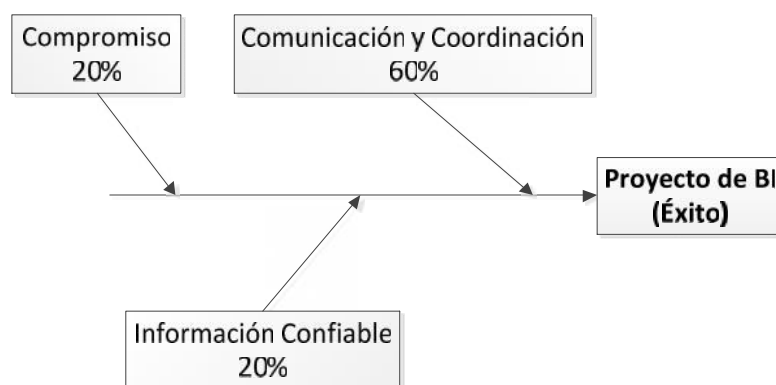 Compromiso
20%
Comunicación y Coordinación
60%
Proyecto de BI
(Éxito)
Información Confiable
20%